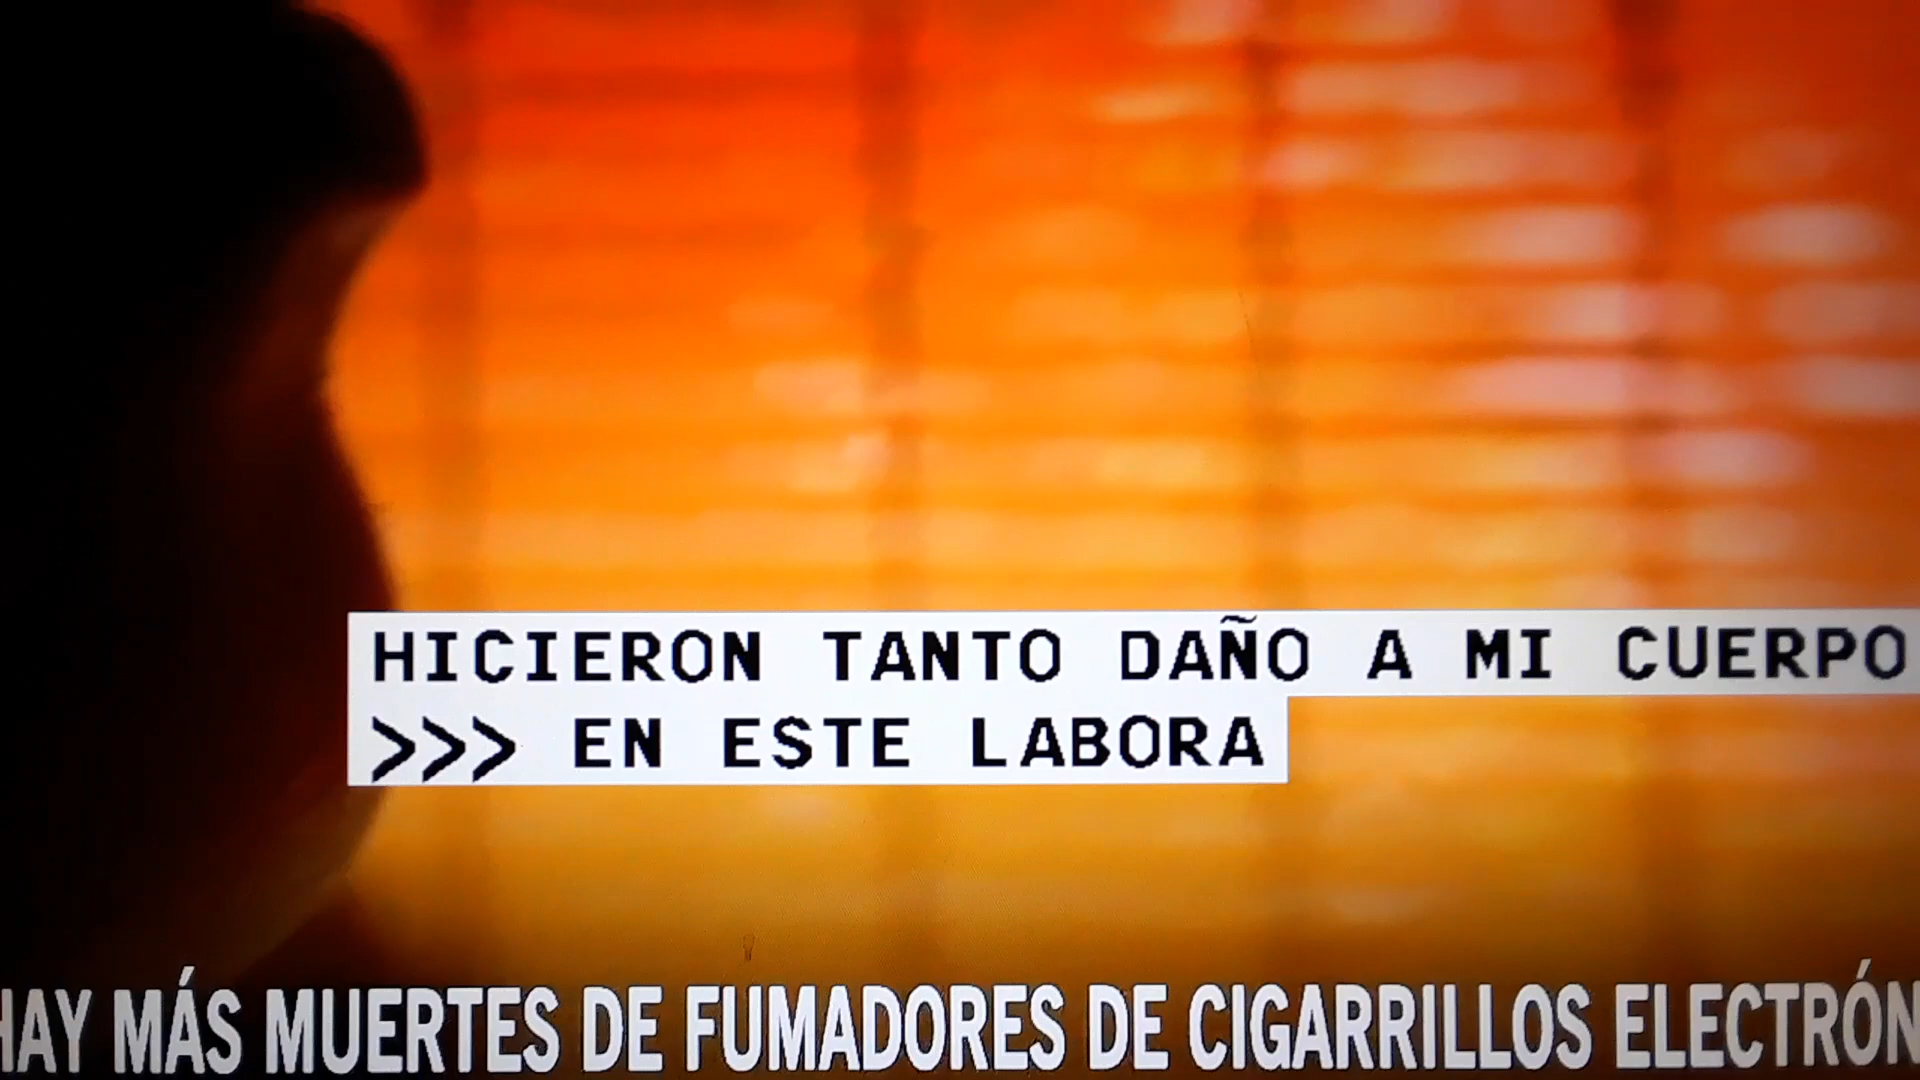 HICIERON TANTO DAÑO A MI CUERPO
>>> EN ESTE LABORA
HAY MÁS MUERTES DE FUMADORES DE CIGARRILLOS ELECTRÓN